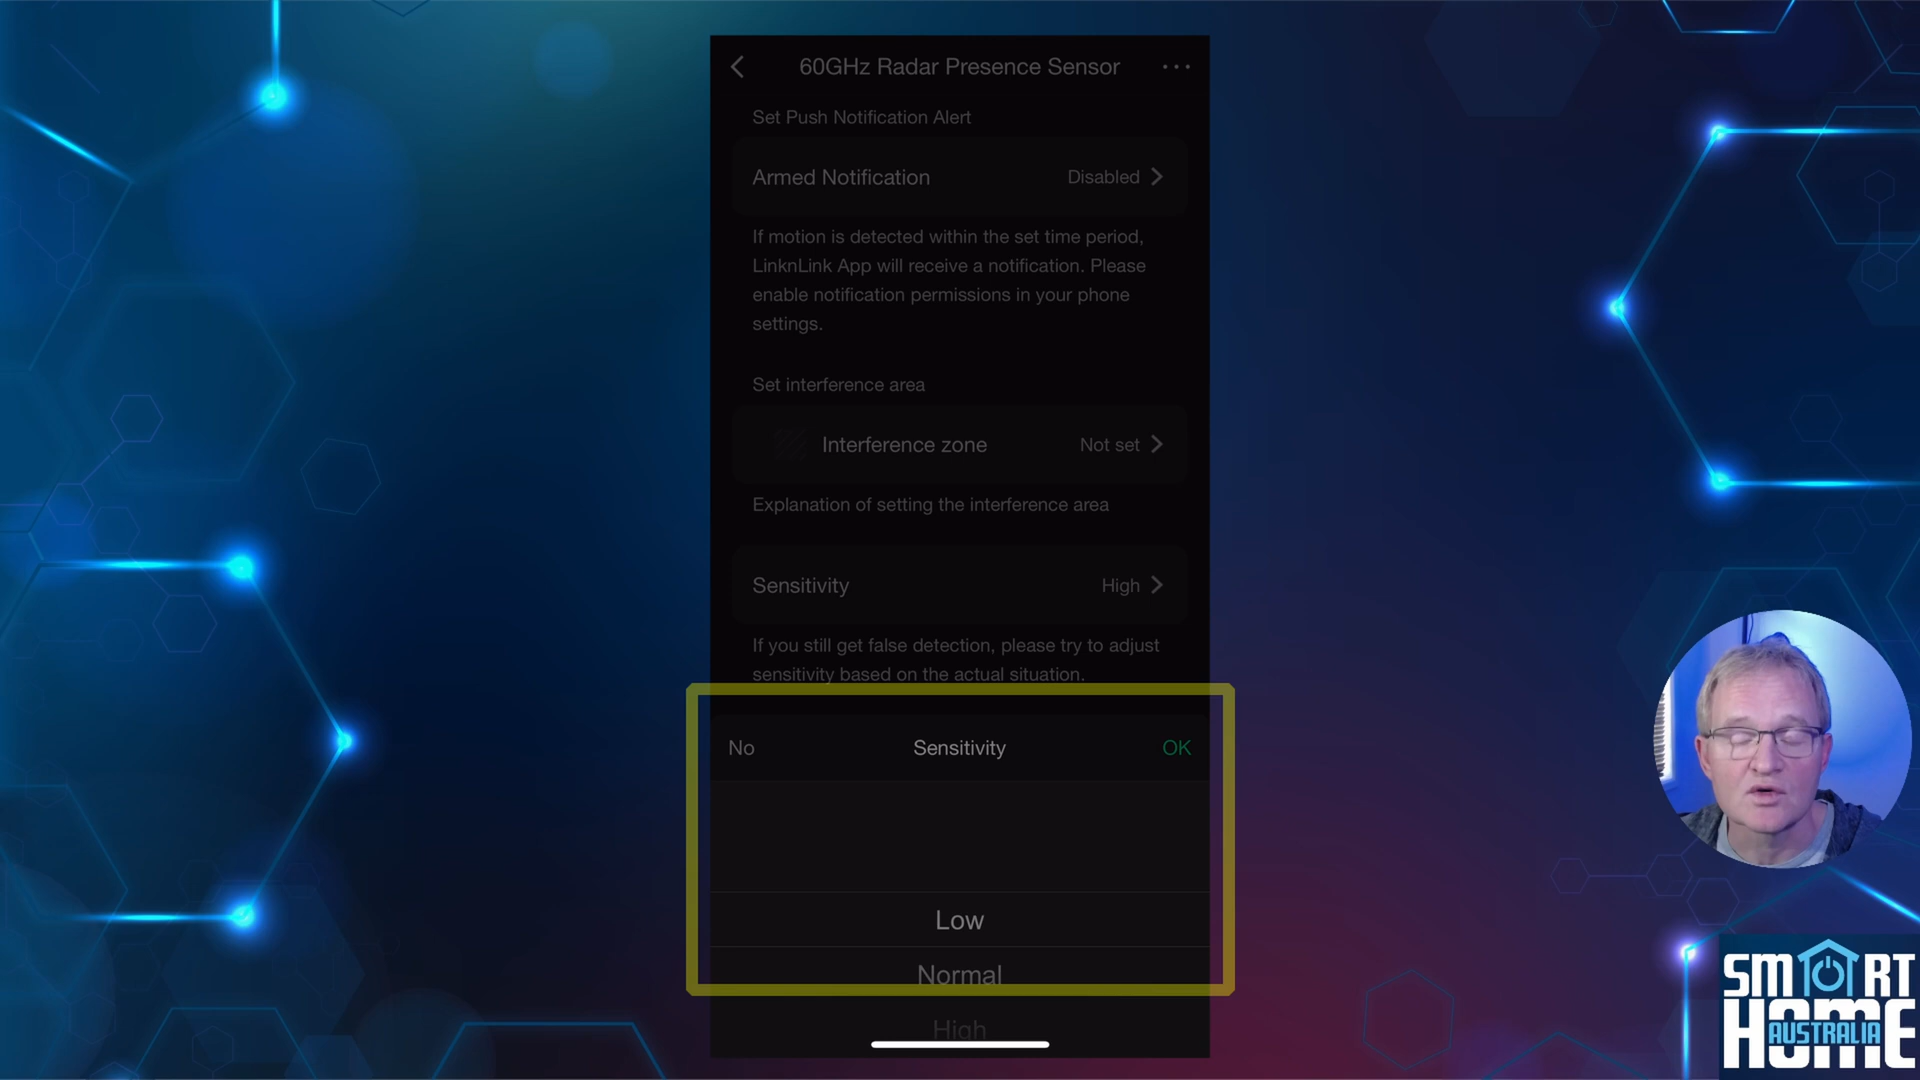 60GHz Radar Presence Sensor
Set Push Notification Alert
Armed Notification Disabled
If motion is detected within the set time period,
LinknLink App will receive a notification. Please
enable notification permissions in your phone
settings.
Set interference area
Interference zone Not set
Explanation of setting the interference area
Sensitivity High
If you still get false detection, please try to adjust
sensitivity based on the actual situation.
No Sensitivity OK
Low
Normal
High
SMART
HOME
AUSTRALIA